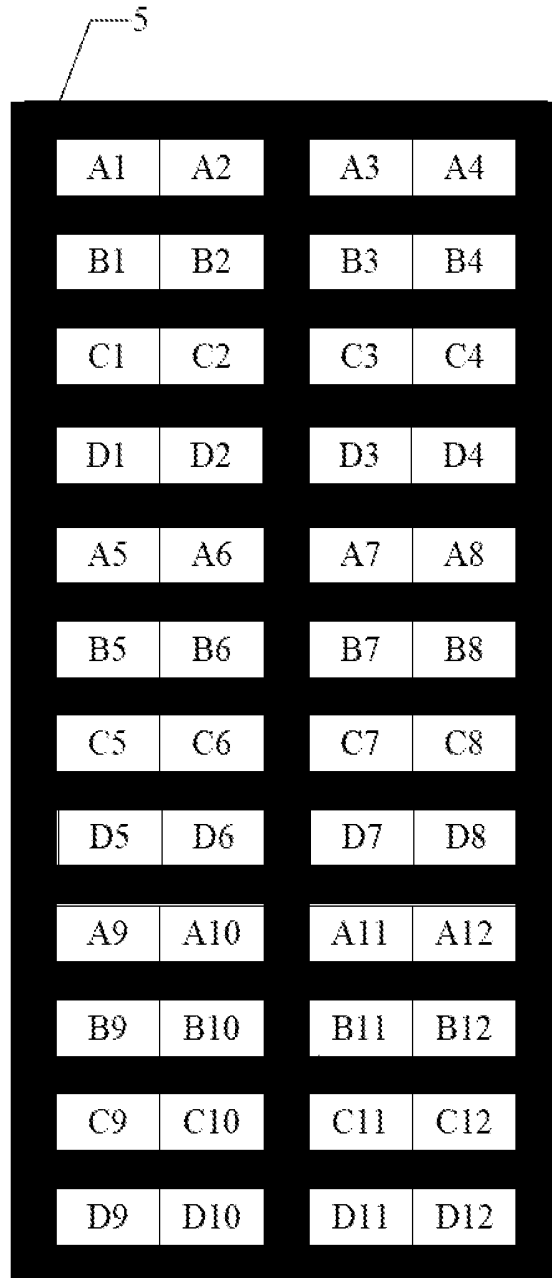 5
A1 A2 A3 A4
B1 B2 B3 B4
C1 C2 C3 C4
D1 D2 D3 D4
A5 A6 A7 A8
B5 B6 B7 B8
C5 C6 C7 C8
D5 D6 D7 D8
A9 A10 A11 A12
B9 B10 B11 B12
C9 C10 C11 C12
D9 D10 D11 D12